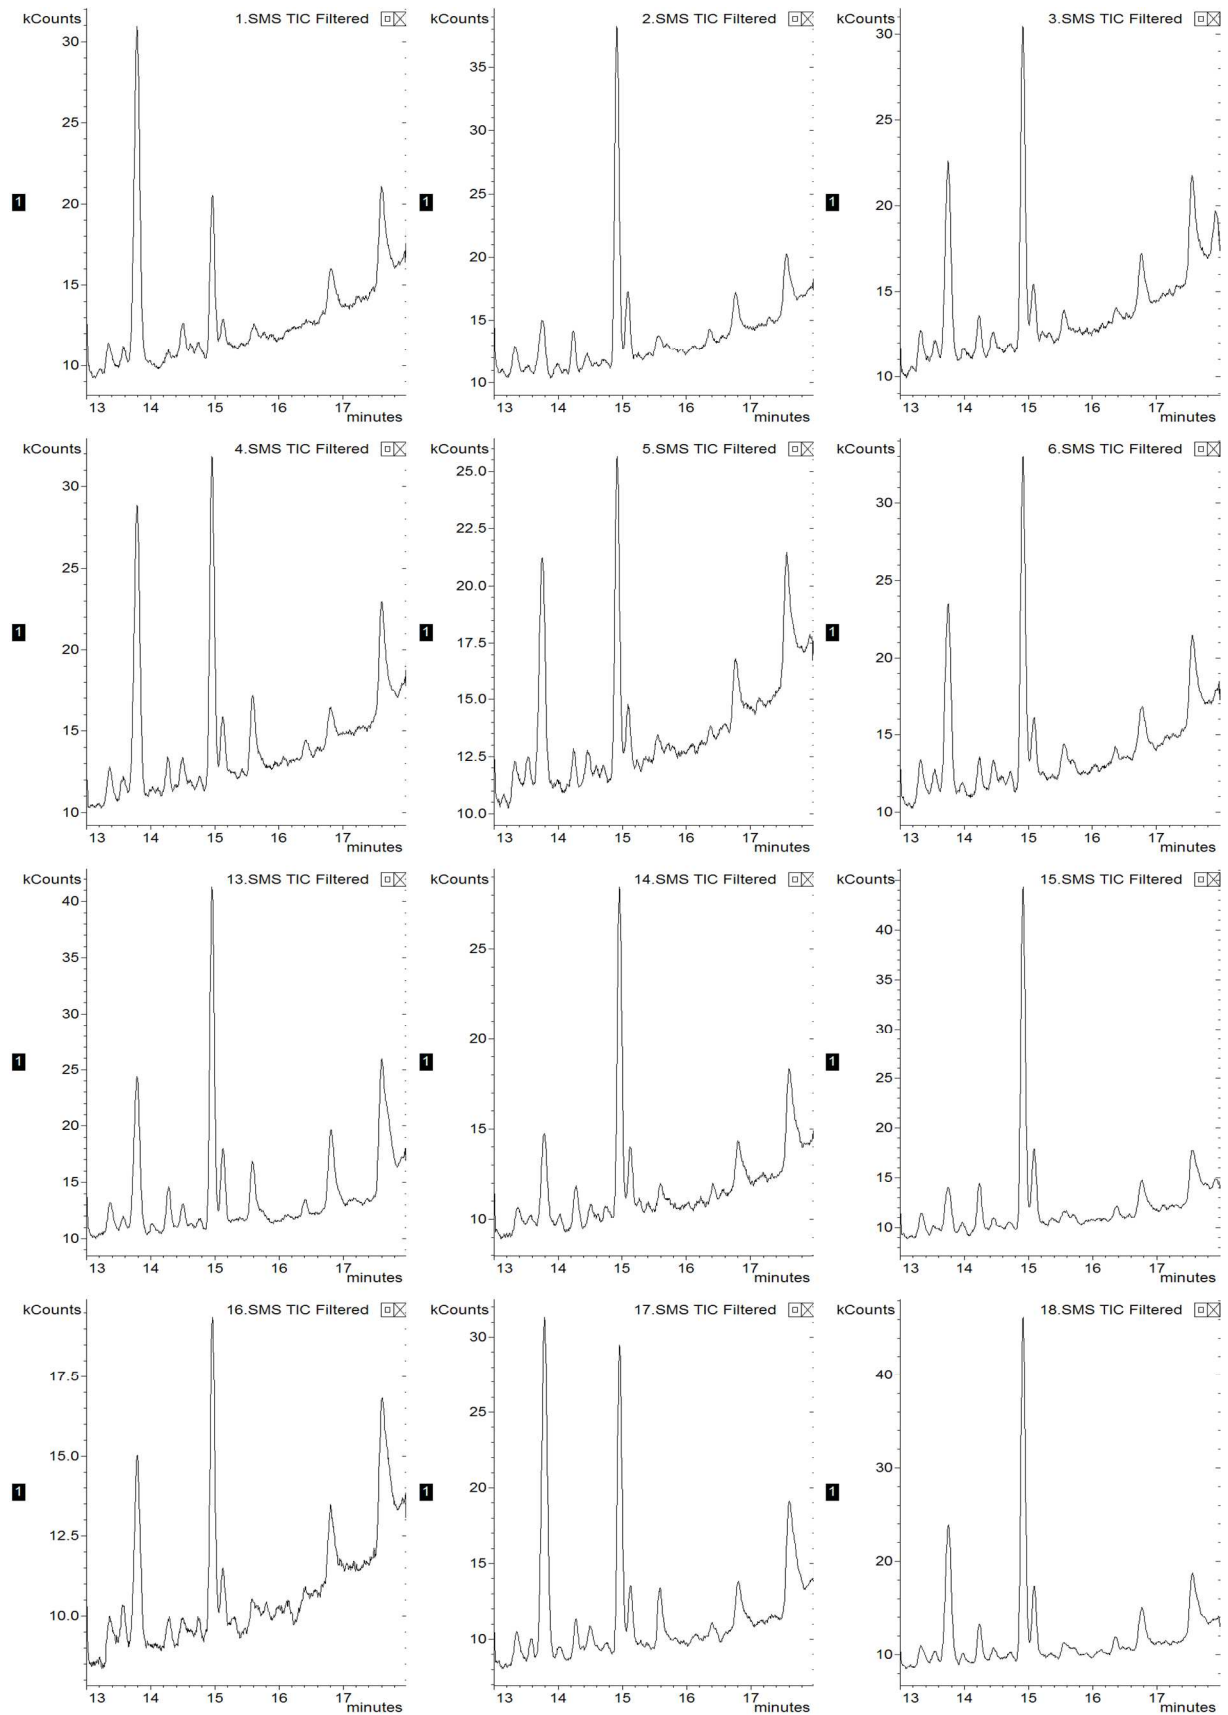 kCounts 1.SMS TIC Filtered
30
25
20
15
10
1
13 14 15 16 17
minutes
kCounts 2.SMS TIC Filtered
35
30
25
20
15
10
1
13 14 15 16 17
minutes
kCounts 3.SMS TIC Filtered
30
25
20
15
10
1
13 14 15 16 17
minutes
kCounts 4.SMS TIC Filtered
30
25
20
15
10
1
13 14 15 16 17
minutes
kCounts 5.SMS TIC Filtered
25.0
22.5
20.0
17.5
15.0
12.5
10.0
1
13 14 15 16 17
minutes
kCounts 6.SMS TIC Filtered
30
25
20
15
10
1
13 14 15 16 17
minutes
kCounts 13.SMS TIC Filtered
40
35
30
25
20
15
10
1
13 14 15 16 17
minutes
kCounts 14.SMS TIC Filtered
25
20
15
10
1
13 14 15 16 17
minutes
kCounts 15.SMS TIC Filtered
40
35
30
25
20
15
10
1
13 14 15 16 17
minutes
kCounts 16.SMS TIC Filtered
17.5
15.0
12.5
10.0
1
13 14 15 16 17
minutes
kCounts 17.SMS TIC Filtered
30
25
20
15
10
1
13 14 15 16 17
minutes
kCounts 18.SMS TIC Filtered
40
30
20
10
1
13 14 15 16 17
minutes